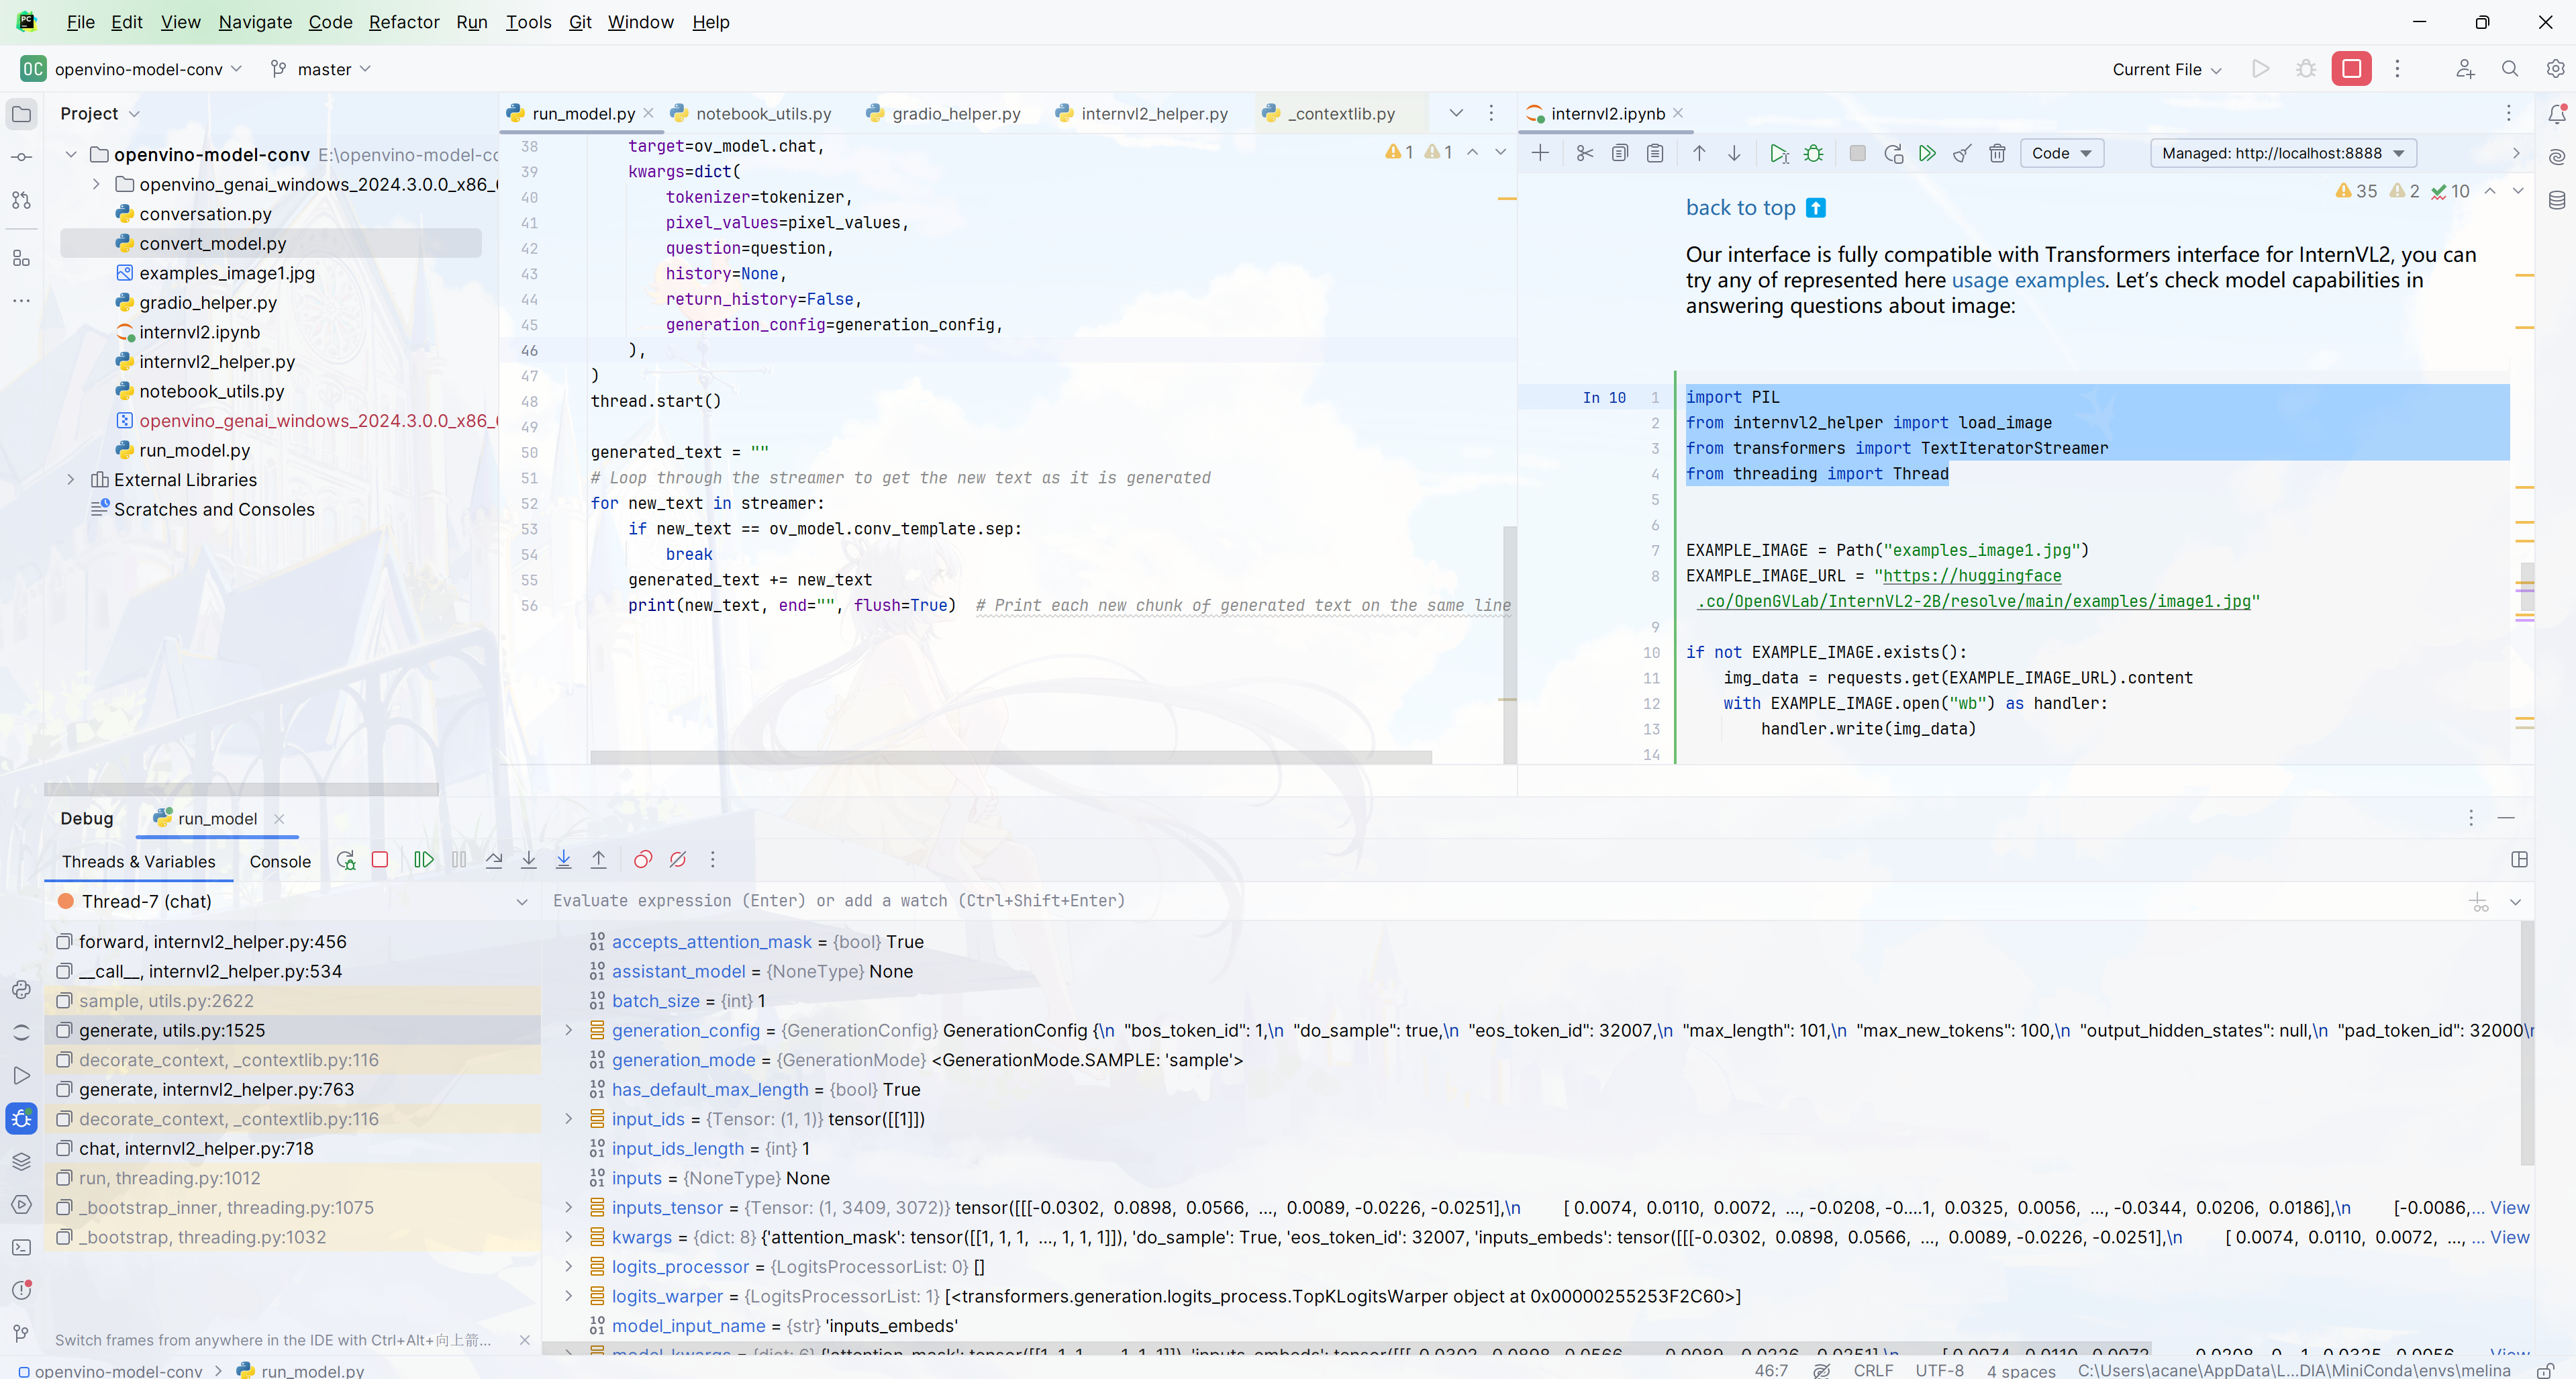 File Edit View Navigate Code Refactor Run Tools Git Window Help
OC openvino-model-conv master Current File
Project
openvino-model-conv E:\openvino-model-co
openvino_genai_windows_2024.3.0.0_x86_
conversation.py
convert_model.py
examples_image1.jpg
gradio_helper.py
internvl2.ipynb
internvl2_helper.py
notebook_utils.py
openvino_genai_windows_2024.3.0.0_x86_
run_model.py
External Libraries
Scratches and Consoles
run_model.py notebook_utils.py gradio_helper.py internvl2_helper.py _contextlib.py
1 1
38 target=ov_model.chat,
39 kwargs=dict(
40 tokenizer=tokenizer,
41 pixel_values=pixel_values,
42 question=question,
43 history=None,
44 return_history=False,
45 generation_config=generation_config,
46 ),
47 )
48 thread.start()
49
50 generated_text = ""
51 # Loop through the streamer to get the new text as it is generated
52 for new_text in streamer:
53 if new_text == ov_model.conv_template.sep:
54 break
55 generated_text += new_text
56 print(new_text, end="", flush=True)  # Print each new chunk of generated text on the same line
internvl2.ipynb
Code Managed: http://localhost:8888
35 2 10
back to top ⬆️
Our interface is fully compatible with Transformers interface for InternVL2, you can
try any of represented here usage examples. Let's check model capabilities in
answering questions about image:
In 10 1 import PIL
2 from internvl2_helper import load_image
3 from transformers import TextIteratorStreamer
4 from threading import Thread
5
6
7 EXAMPLE_IMAGE = Path("examples_image1.jpg")
8 EXAMPLE_IMAGE_URL = "https://huggingface
.co/OpenGVLab/InternVL2-2B/resolve/main/examples/image1.jpg"
9
10 if not EXAMPLE_IMAGE.exists():
11 img_data = requests.get(EXAMPLE_IMAGE_URL).content
12 with EXAMPLE_IMAGE.open("wb") as handler:
13 handler.write(img_data)
14
Debug run_model
Threads & Variables Console
Thread-7 (chat)
forward, internvl2_helper.py:456
__call__, internvl2_helper.py:534
sample, utils.py:2622
generate, utils.py:1525
decorate_context, _contextlib.py:116
generate, internvl2_helper.py:763
decorate_context, _contextlib.py:116
chat, internvl2_helper.py:718
run, threading.py:1012
_bootstrap_inner, threading.py:1075
_bootstrap, threading.py:1032
Switch frames from anywhere in the IDE with Ctrl+Alt+向上箭...
Evaluate expression (Enter) or add a watch (Ctrl+Shift+Enter)
accepts_attention_mask = {bool} True
assistant_model = {NoneType} None
batch_size = {int} 1
generation_config = {GenerationConfig} GenerationConfig {\n "bos_token_id": 1,\n "do_sample": true,\n "eos_token_id": 32007,\n "max_length": 101,\n "max_new_tokens": 100,\n "output_hidden_states": null,\n "pad_token_id": 32000\n
generation_mode = {GenerationMode} <GenerationMode.SAMPLE: 'sample'>
has_default_max_length = {bool} True
input_ids = {Tensor: (1, 1)} tensor([[1]])
input_ids_length = {int} 1
inputs = {NoneType} None
inputs_tensor = {Tensor: (1, 3409, 3072)} tensor([[[-0.0302, 0.0898, 0.0566, ..., 0.0089, -0.0226, -0.0251],\n [ 0.0074, 0.0110, 0.0072, ..., -0.0208, -0....1, 0.0325, 0.0056, ..., -0.0344, 0.0206, 0.0186],\n [-0.0086,... View
kwargs = {dict: 8} {'attention_mask': tensor([[1, 1, 1, ..., 1, 1, 1]]), 'do_sample': True, 'eos_token_id': 32007, 'inputs_embeds': tensor([[[-0.0302, 0.0898, 0.0566, ..., 0.0089, -0.0226, -0.0251],\n [ 0.0074, 0.0110, 0.0072, ..., ... View
logits_processor = {LogitsProcessorList: 0} []
logits_warper = {LogitsProcessorList: 1} [<transformers.generation.logits_process.TopKLogitsWarper object at 0x00000255253F2C60>]
model_input_name = {str} 'inputs_embeds'
openvino-model-conv run_model.py 46:7 CRLF UTF-8 4 spaces C:\Users\acane\AppData\L...DIA\MiniConda\envs\melina